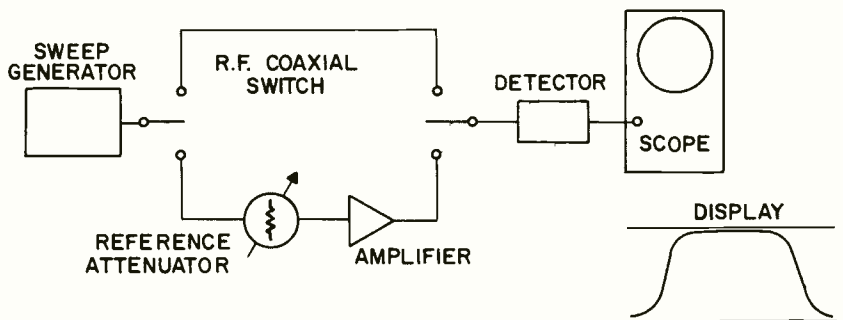 SWEEP
GENERATOR
R.F. COAXIAL
SWITCH
DETECTOR
SCOPE
REFERENCE
ATTENUATOR
AMPLIFIER
DISPLAY